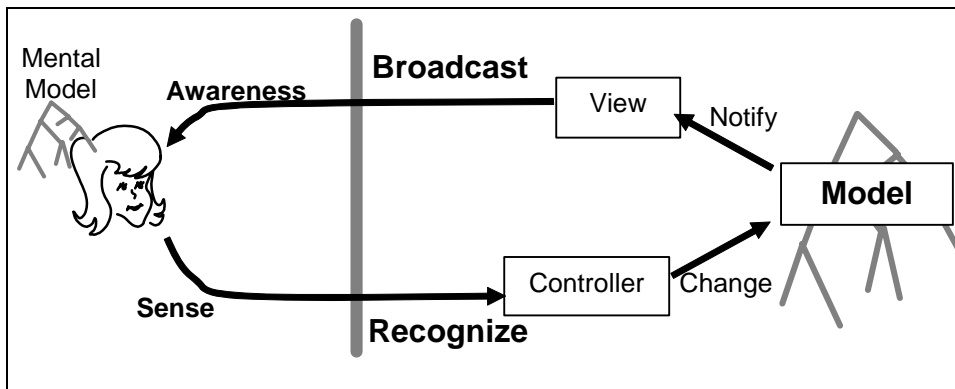 Mental
Model
Awareness
Broadcast
View
Notify
Model
Controller
Change
Sense
Recognize